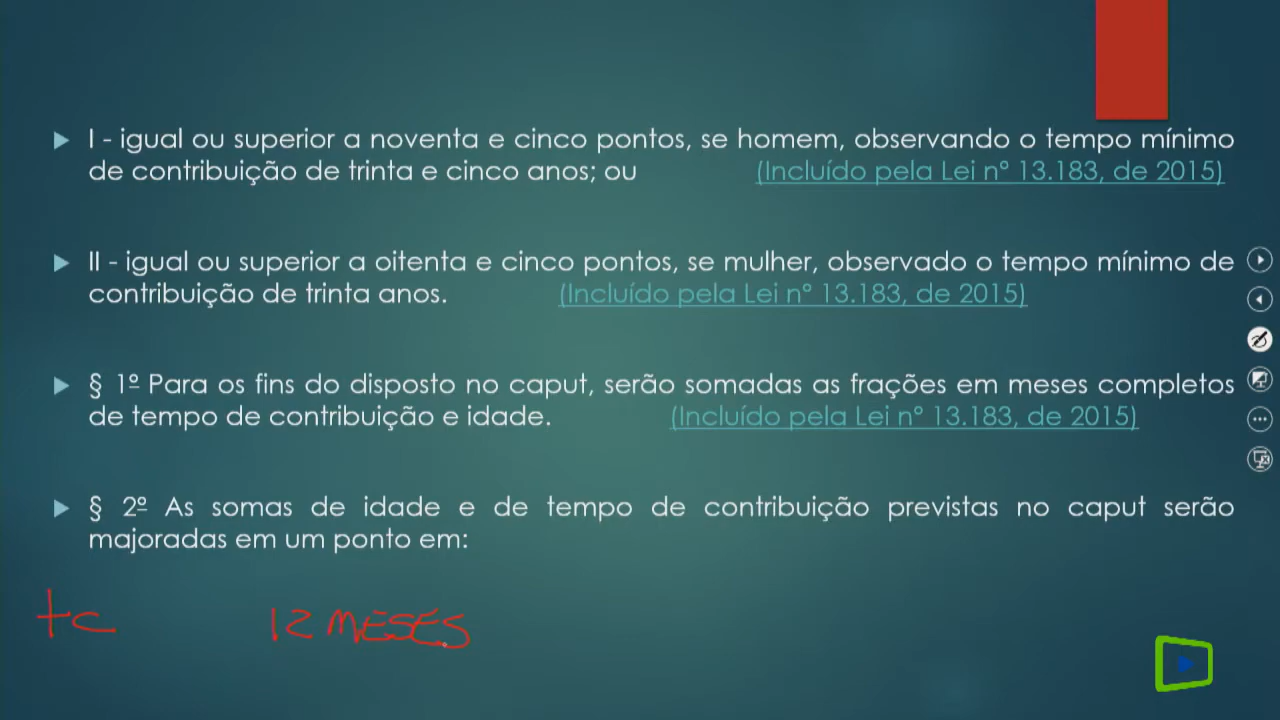 I - igual ou superior a noventa e cinco pontos, se homem, observando o tempo mínimo
de contribuição de trinta e cinco anos; ou (Incluído pela Lei nº 13.183, de 2015)
II - igual ou superior a oitenta e cinco pontos, se mulher, observado o tempo mínimo de
contribuição de trinta anos. (Incluído pela Lei nº 13.183, de 2015)
§ 1º Para os fins do disposto no caput, serão somadas as frações em meses completos
de tempo de contribuição e idade. (Incluído pela Lei nº 13.183, de 2015)
§ 2º As somas de idade e de tempo de contribuição previstas no caput serão
majoradas em um ponto em:
tc 12 MESES